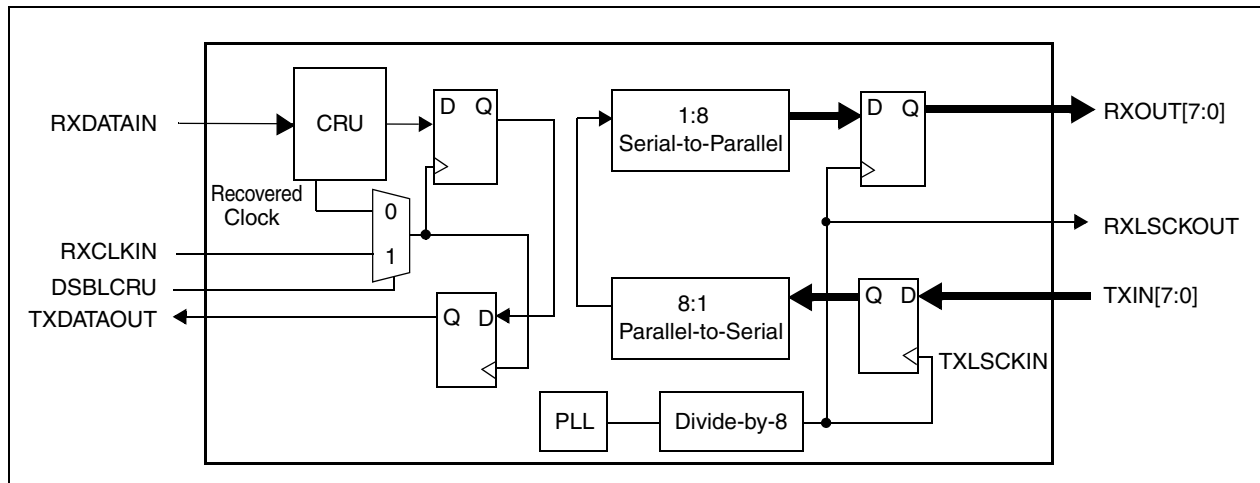 RXDATAIN
CRU
D Q
1:8
Serial-to-Parallel
D Q
RXOUT[7:0]
Recovered
Clock
0
RXLSCKOUT
RXCLKIN
1
DSBLCRU
TXDATAOUT
Q D
8:1
Parallel-to-Serial
Q D
TXIN[7:0]
TXLSCKIN
PLL
Divide-by-8